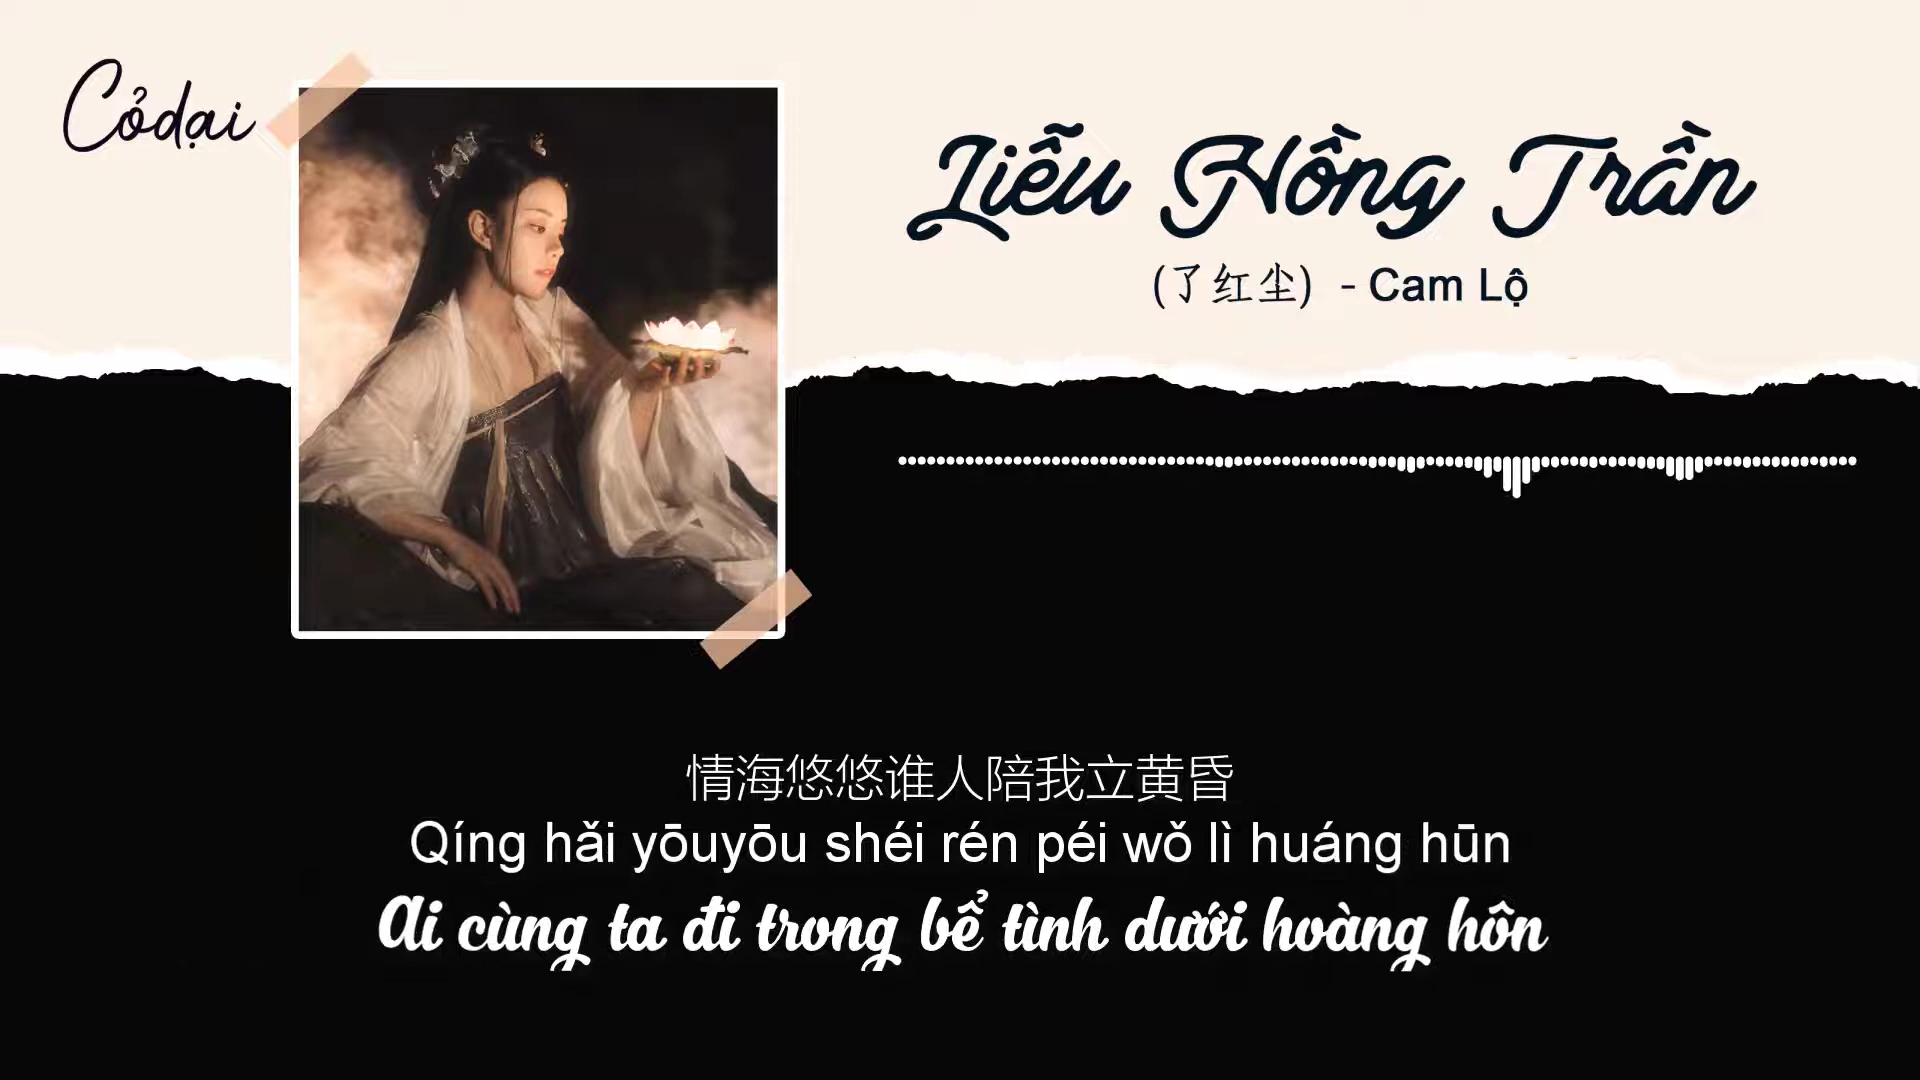 Cỏdại
Liễu Hồng Trần
(了红尘) - Cam Lộ
情海悠悠谁人陪我立黄昏
Qíng hǎi yōuyōu shéi rén péi wǒ lì huáng hūn
Ai cùng ta đi trong bể tình dưới hoàng hôn